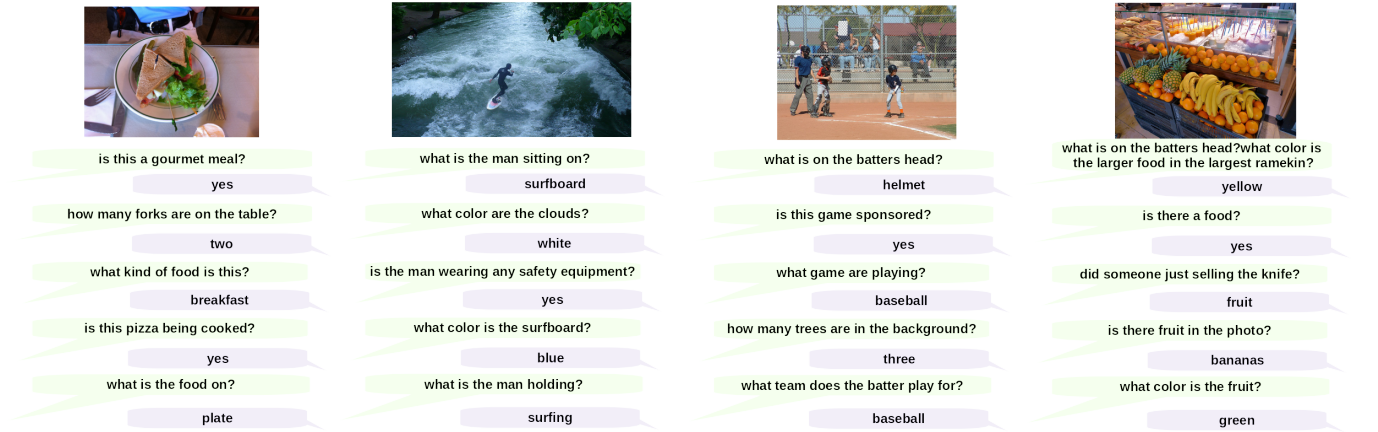 is this a gourmet meal?
yes
how many forks are on the table?
two
what kind of food is this?
breakfast
is this pizza being cooked?
yes
what is the food on?
plate
what is the man sitting on?
surfboard
what color are the clouds?
white
is the man wearing any safety equipment?
yes
what color is the surfboard?
blue
what is the man holding?
surfing
what is on the batters head?
helmet
is this game sponsored?
yes
what game are playing?
baseball
how many trees are in the background?
three
what team does the batter play for?
baseball
what is on the batters head?what color is
the larger food in the largest ramekin?
yellow
is there a food?
yes
did someone just selling the knife?
fruit
is there fruit in the photo?
bananas
what color is the fruit?
green